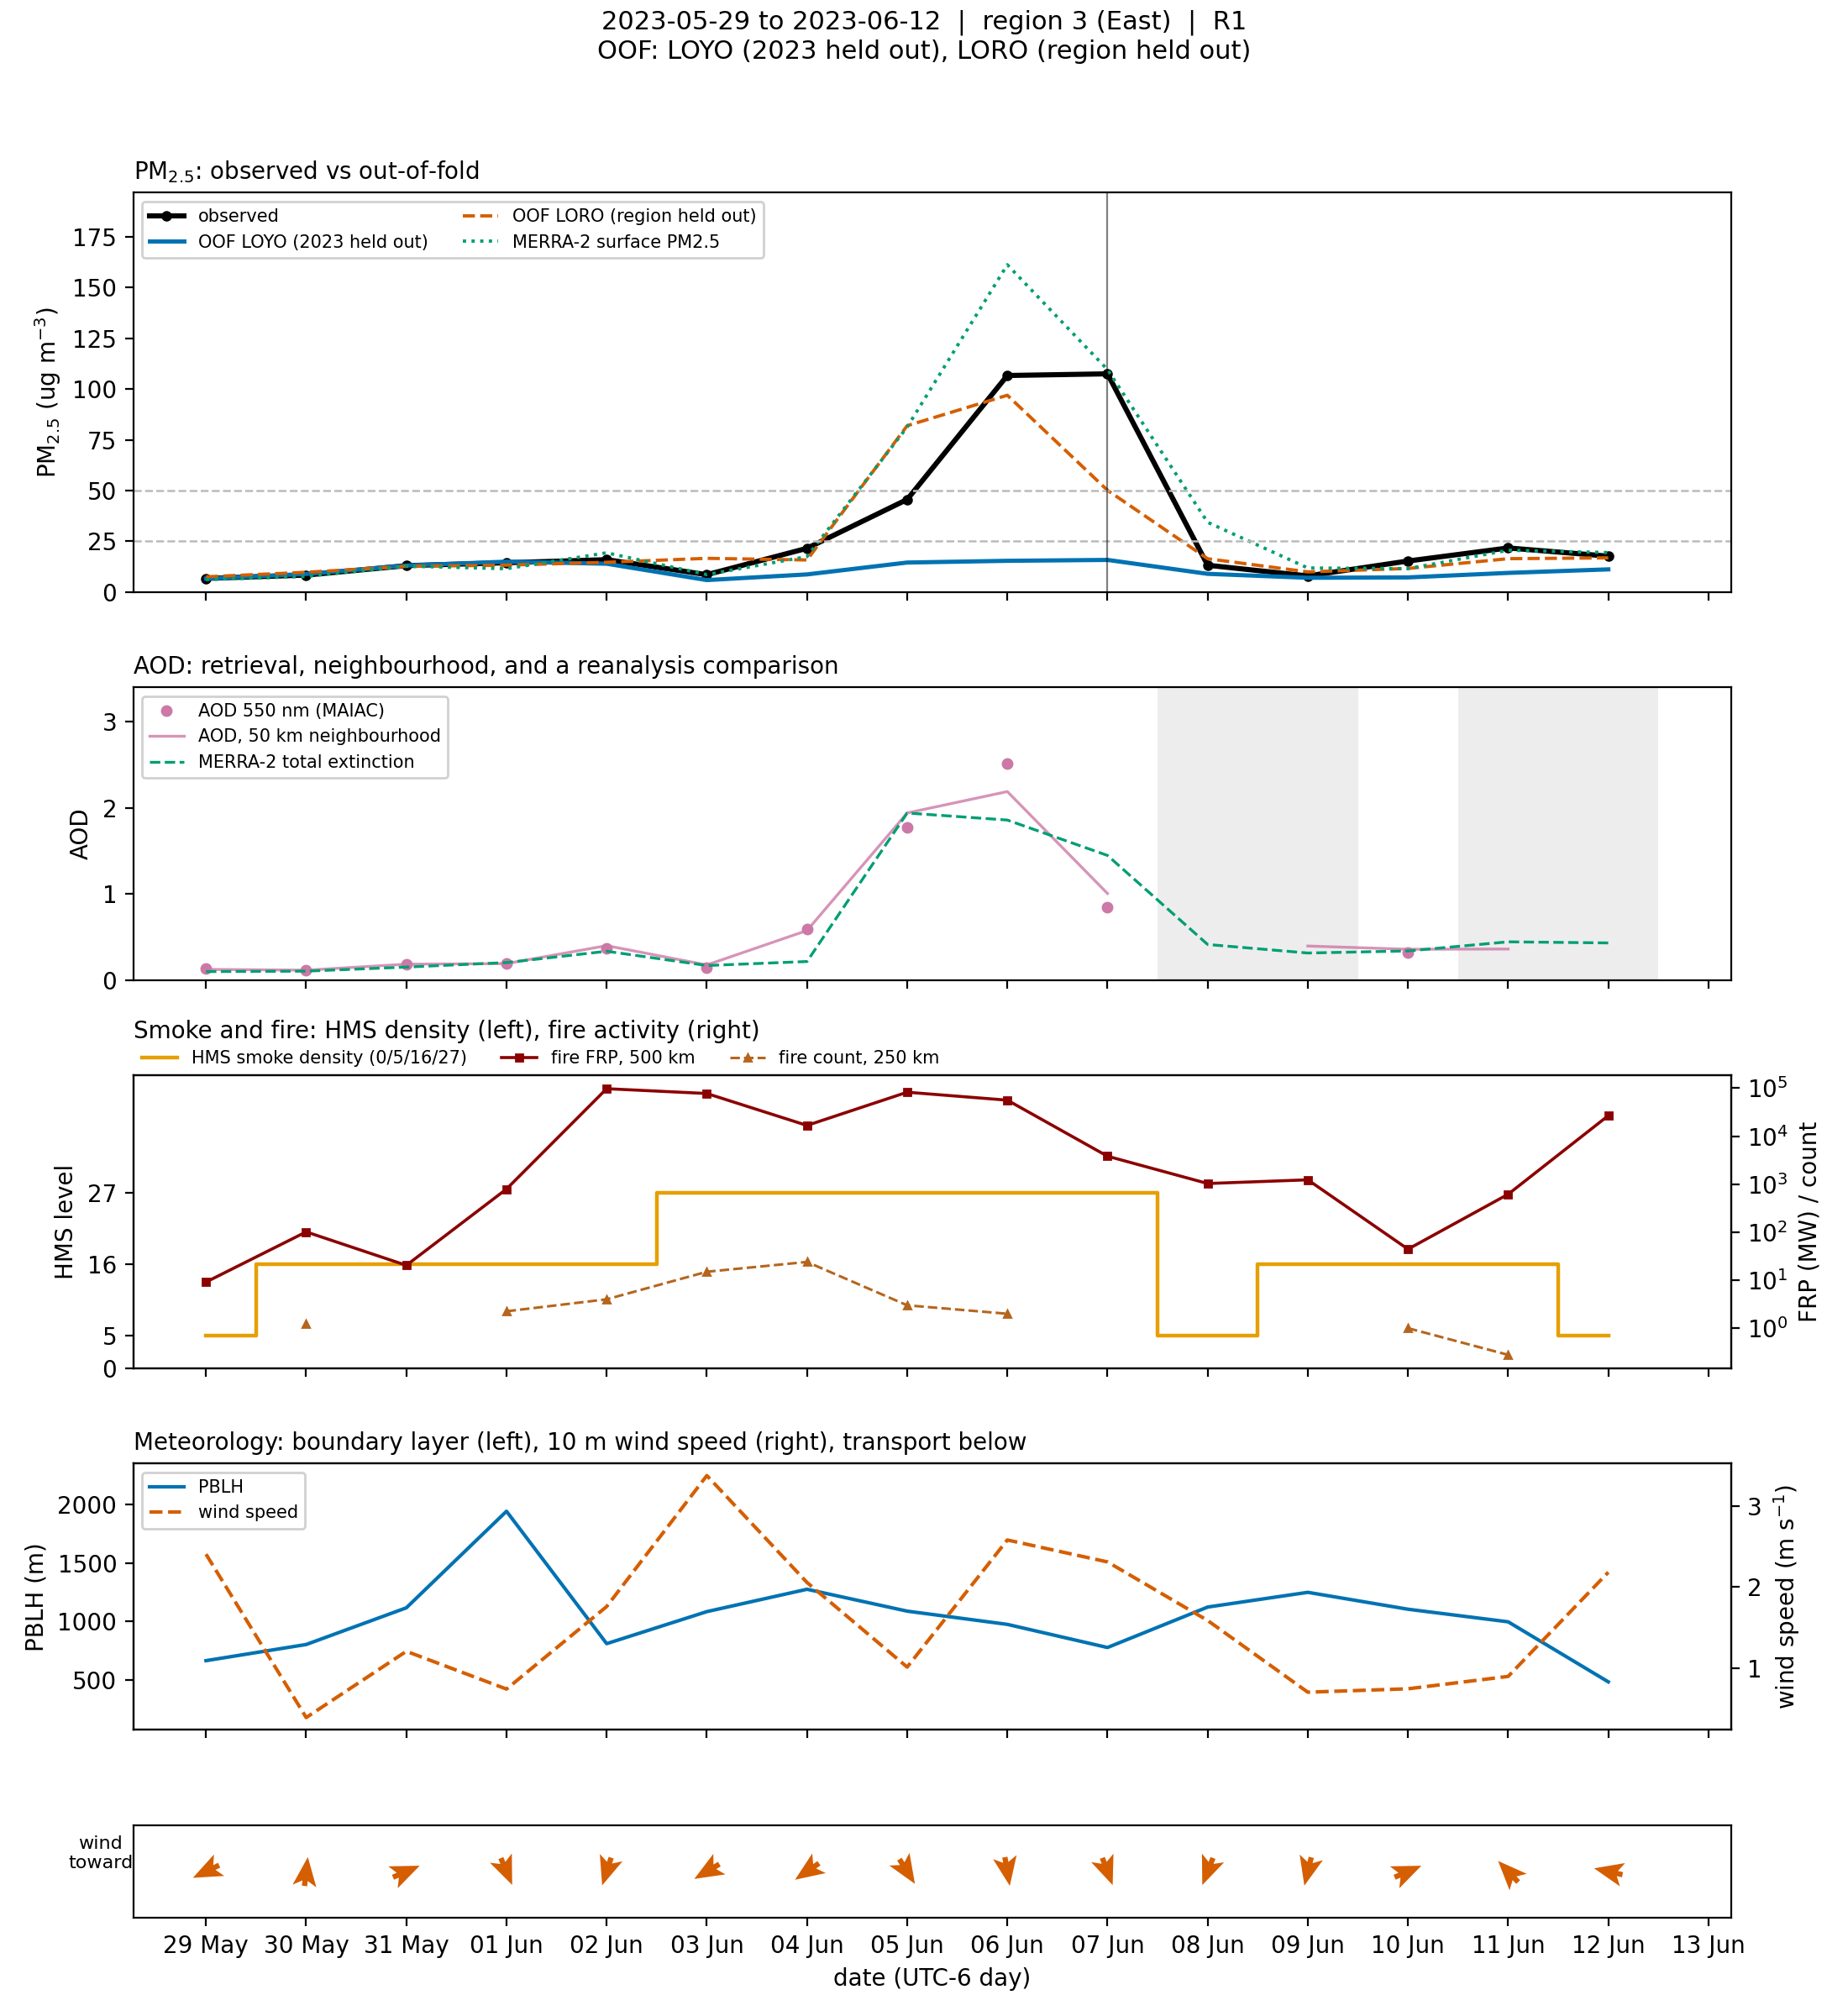 2023-05-29 to 2023-06-12 | region 3 (East) | R1
OOF: LOYO (2023 held out), LORO (region held out)
PM2.5: observed vs out-of-fold
observed
OOF LOYO (2023 held out)
OOF LORO (region held out)
MERRA-2 surface PM2.5
PM2.5 (ug m−3)
175
150
125
100
75
50
25
0
AOD: retrieval, neighbourhood, and a reanalysis comparison
AOD 550 nm (MAIAC)
AOD, 50 km neighbourhood
MERRA-2 total extinction
AOD
3
2
1
0
Smoke and fire: HMS density (left), fire activity (right)
HMS smoke density (0/5/16/27)
fire FRP, 500 km
fire count, 250 km
HMS level
27
16
5
0
10^5
10^4
10^3
10^2
10^1
10^0
FRP (MW) / count
Meteorology: boundary layer (left), 10 m wind speed (right), transport below
PBLH
wind speed
PBLH (m)
2000
1500
1000
500
3
2
1
wind speed (m s−1)
wind
toward
29 May 30 May 31 May 01 Jun 02 Jun 03 Jun 04 Jun 05 Jun 06 Jun 07 Jun 08 Jun 09 Jun 10 Jun 11 Jun 12 Jun 13 Jun
date (UTC-6 day)